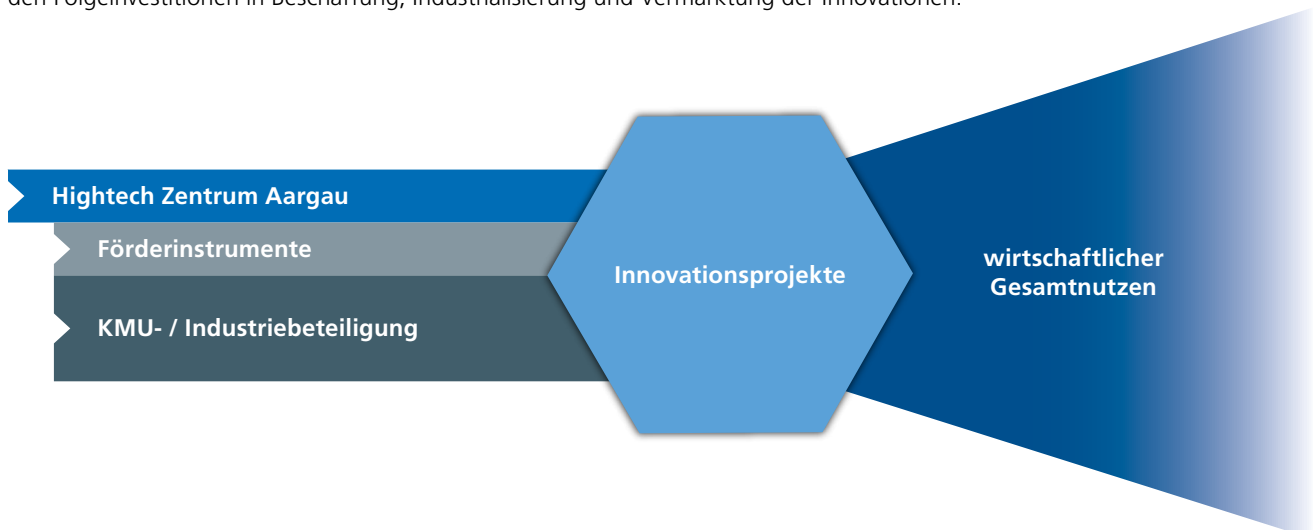 den Folgeinvestitionen in Beschaffung, Industrialisierung und Vermarktung der Innovationen.
Hightech Zentrum Aargau
Förderinstrumente
KMU- / Industriebeteiligung
Innovationsprojekte
wirtschaftlicher
Gesamtnutzen